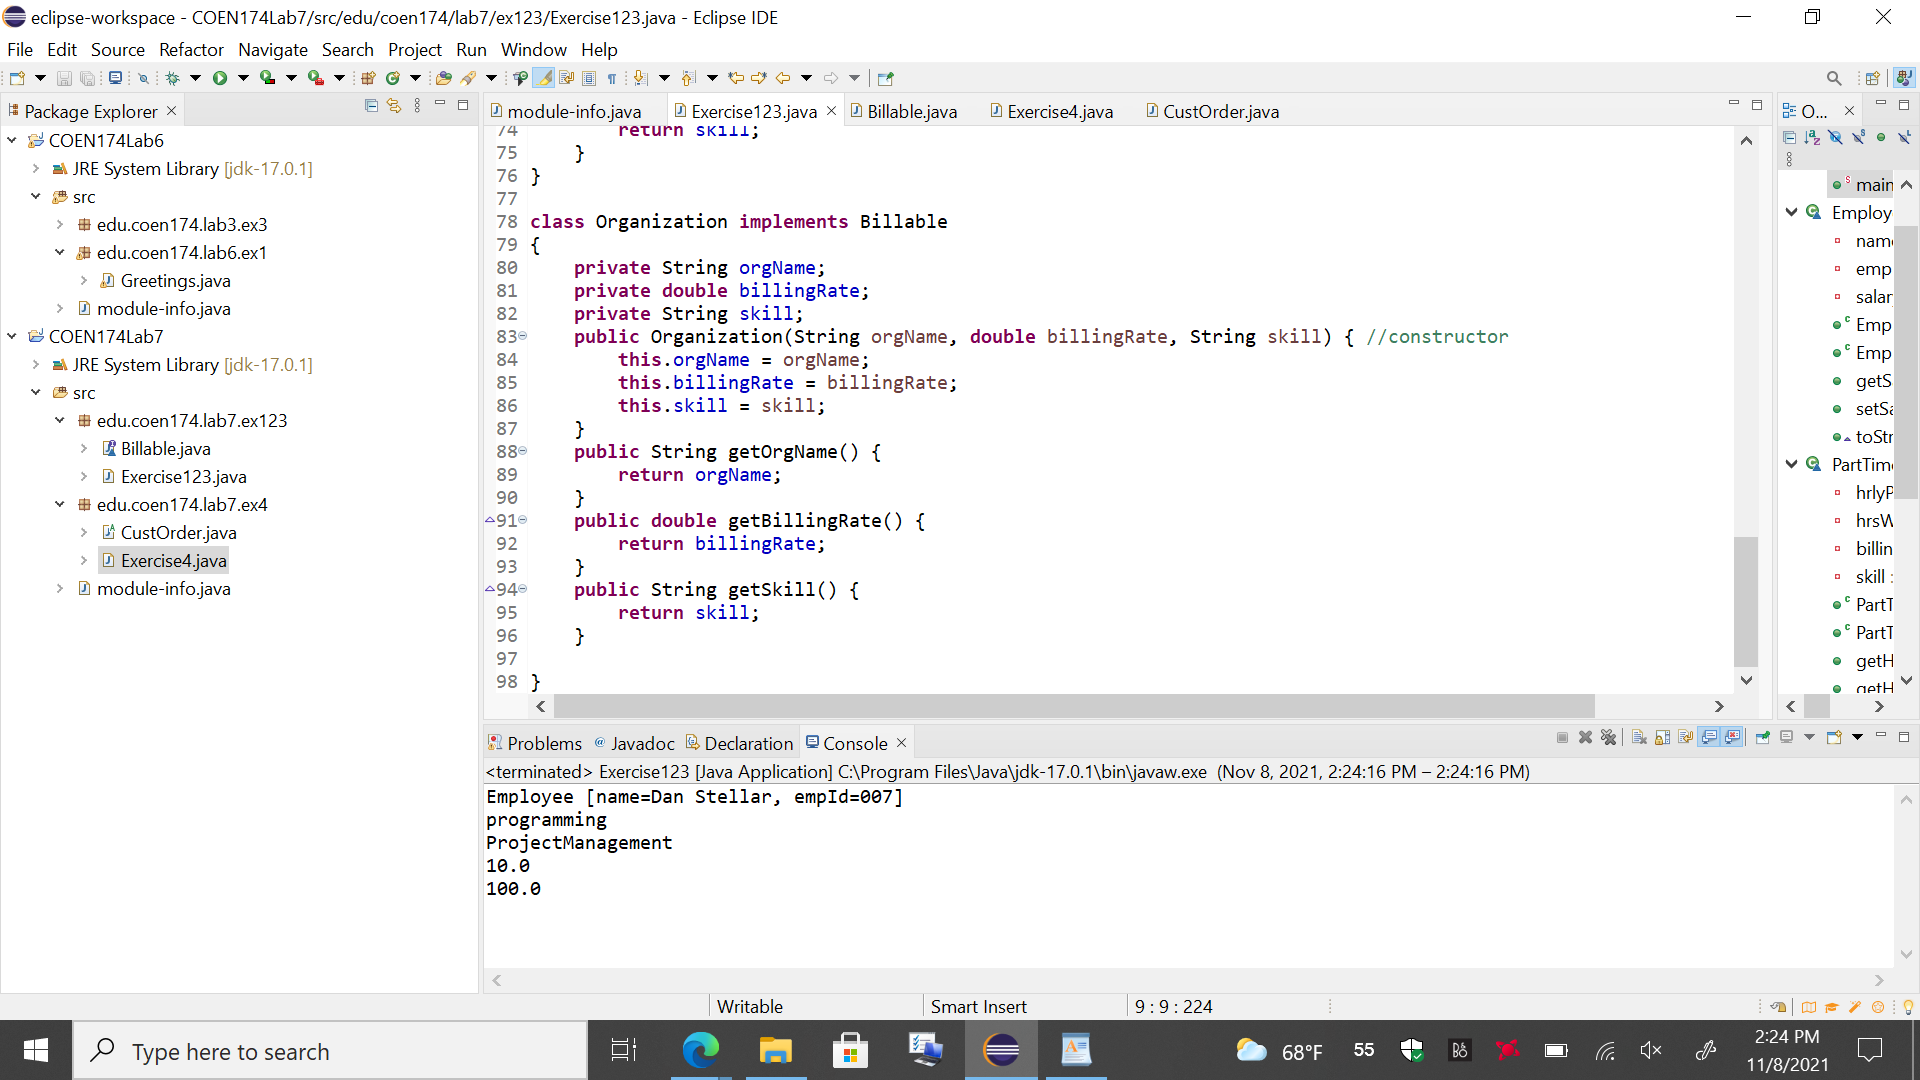 eclipse-workspace - COEN174Lab7/src/edu/coen174/lab7/ex123/Exercise123.java - Eclipse IDE
File Edit Source Refactor Navigate Search Project Run Window Help
Package Explorer
COEN174Lab6
JRE System Library [jdk-17.0.1]
src
edu.coen174.lab3.ex3
edu.coen174.lab6.ex1
Greetings.java
module-info.java
COEN174Lab7
JRE System Library [jdk-17.0.1]
src
edu.coen174.lab7.ex123
Billable.java
Exercise123.java
edu.coen174.lab7.ex4
CustOrder.java
Exercise4.java
module-info.java
module-info.java Exercise123.java Billable.java Exercise4.java CustOrder.java
74 return skill;
75 }
76 }
77
78 class Organization implements Billable
79 {
80 private String orgName;
81 private double billingRate;
82 private String skill;
83 public Organization(String orgName, double billingRate, String skill) { //constructor
84 this.orgName = orgName;
85 this.billingRate = billingRate;
86 this.skill = skill;
87 }
88 public String getOrgName() {
89 return orgName;
90 }
91 public double getBillingRate() {
92 return billingRate;
93 }
94 public String getSkill() {
95 return skill;
96 }
97
98 }
O...
main
Employ
name
emp
salar
Emp
Emp
getS
setSa
toStr
PartTime
hrlyP
hrsW
billin
skill :
PartT
PartT
getH
getH
Problems Javadoc Declaration Console
<terminated> Exercise123 [Java Application] C:\Program Files\Java\jdk-17.0.1\bin\javaw.exe (Nov 8, 2021, 2:24:16 PM – 2:24:16 PM)
Employee [name=Dan Stellar, empId=007]
programming
ProjectManagement
10.0
100.0
Writable Smart Insert 9 : 9 : 224
Type here to search
68°F 55
2:24 PM
11/8/2021